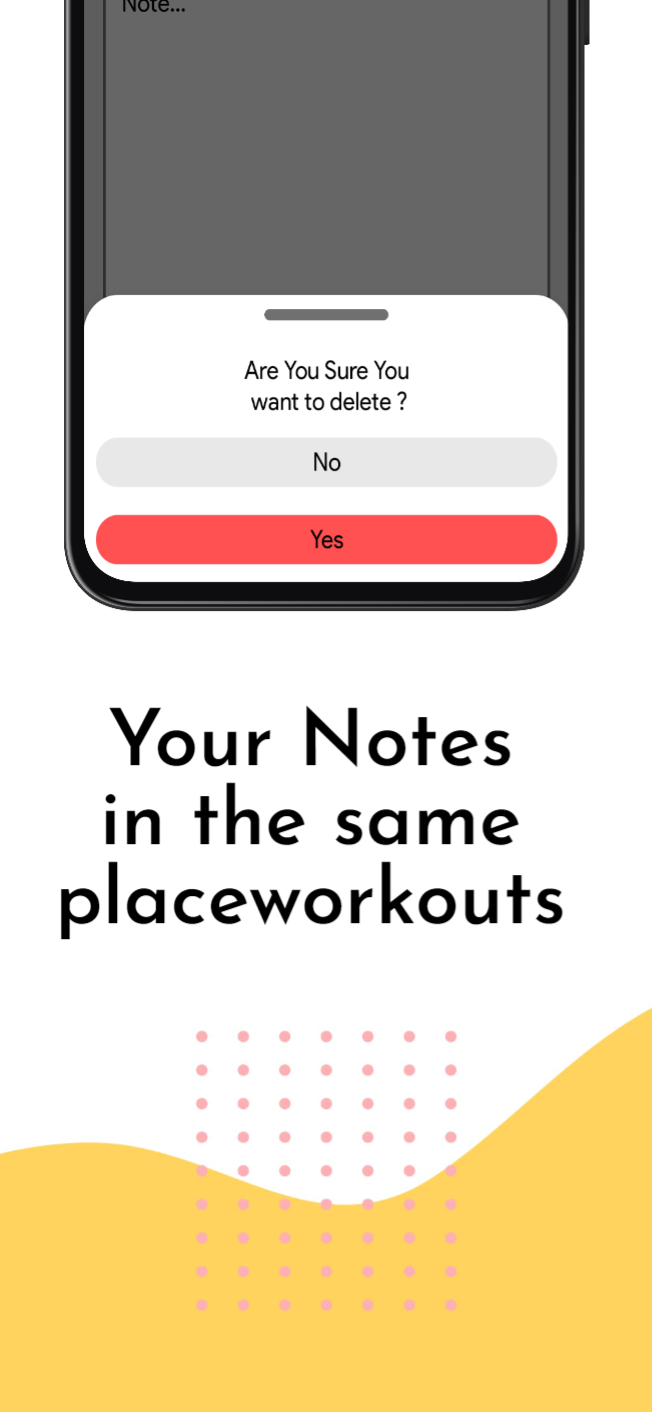 Note...
Are You Sure You
want to delete ?
No
Yes
Your Notes
in the same
placeworkouts